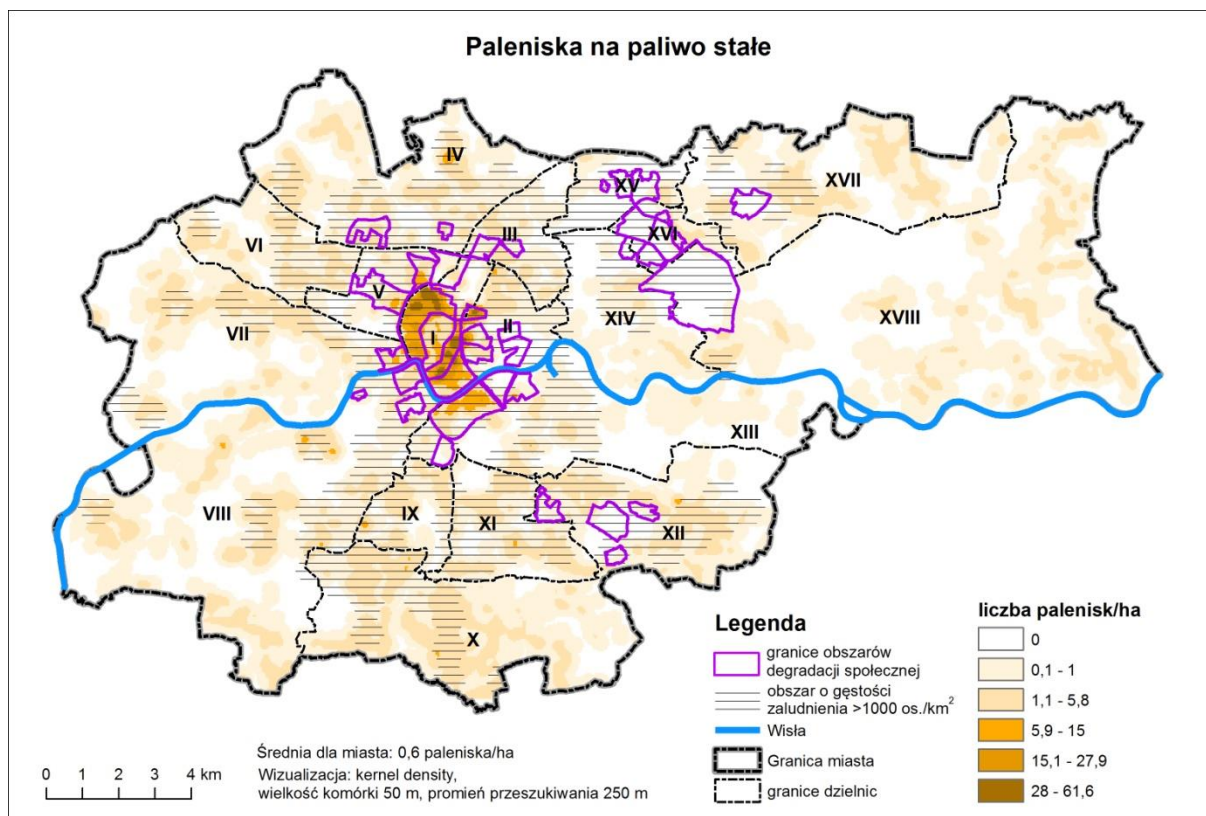 Paleniska na paliwo stałe
IV
XV
XVII
III
XVI
VI
V
VII
I
II
XIV
XVIII
XIII
VIII
IX
XI
XII
X
Legenda
granice obszarów
degradacji społecznej
obszar o gęstości
zaludnienia >1000 os./km²
Wisła
Granica miasta
granice dzielnic
liczba palenisk/ha
0
0,1 - 1
1,1 - 5,8
5,9 - 15
15,1 - 27,9
28 - 61,6
Średnia dla miasta: 0,6 paleniska/ha
Wizualizacja: kernel density,
wielkość komórki 50 m, promień przeszukiwania 250 m
0 1 2 3 4 km